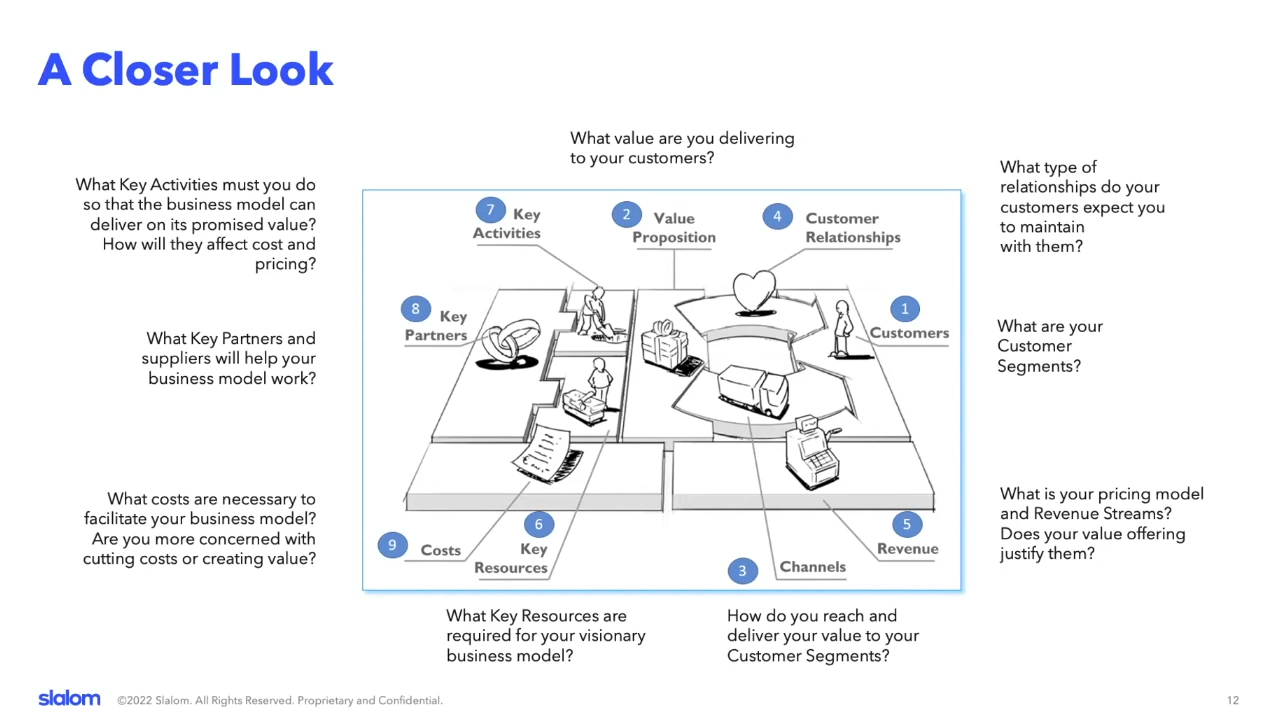 A Closer Look
What value are you delivering
to your customers?
What Key Activities must you do
so that the business model can
deliver on its promised value?
How will they affect cost and
pricing?
What Key Partners and
suppliers will help your
business model work?
What costs are necessary to
facilitate your business model?
Are you more concerned with
cutting costs or creating value?
7
Key
Activities
2
Value
Proposition
4
Customer
Relationships
8
Key
Partners
1
Customers
9
Costs
6
Key
Resources
3
Channels
5
Revenue
What type of
relationships do your
customers expect you
to maintain
with them?
What are your
Customer
Segments?
What is your pricing model
and Revenue Streams?
Does your value offering
justify them?
What Key Resources are
required for your visionary
business model?
How do you reach and
deliver your value to your
Customer Segments?
slalom
©2022 Slalom. All Rights Reserved. Proprietary and Confidential.
12